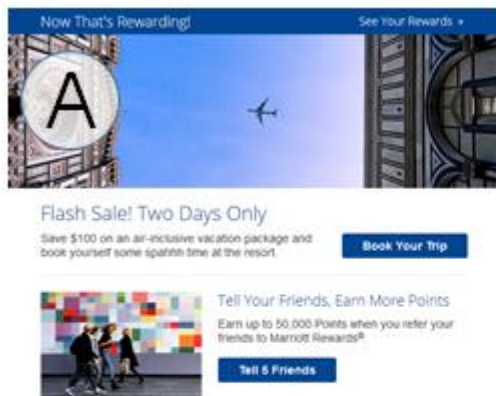 Now That's Rewarding!
See Your Rewards
A
Flash Sale! Two Days Only
Save $100 on an air-inclusive vacation package and
book yourself some spahhh time at the resort.
Book Your Trip
Tell Your Friends, Earn More Points
Earn up to 50,000 Points when you refer your
friends to Marriott Rewards®.
Tell 5 Friends